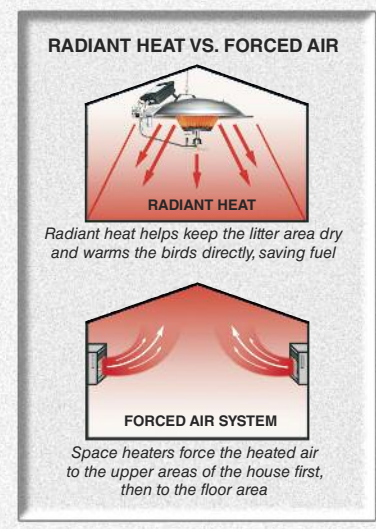 RADIANT HEAT VS. FORCED AIR
RADIANT HEAT
Radiant heat helps keep the litter area dry
and warms the birds directly, saving fuel
FORCED AIR SYSTEM
Space heaters force the heated air
to the upper areas of the house first,
then to the floor area